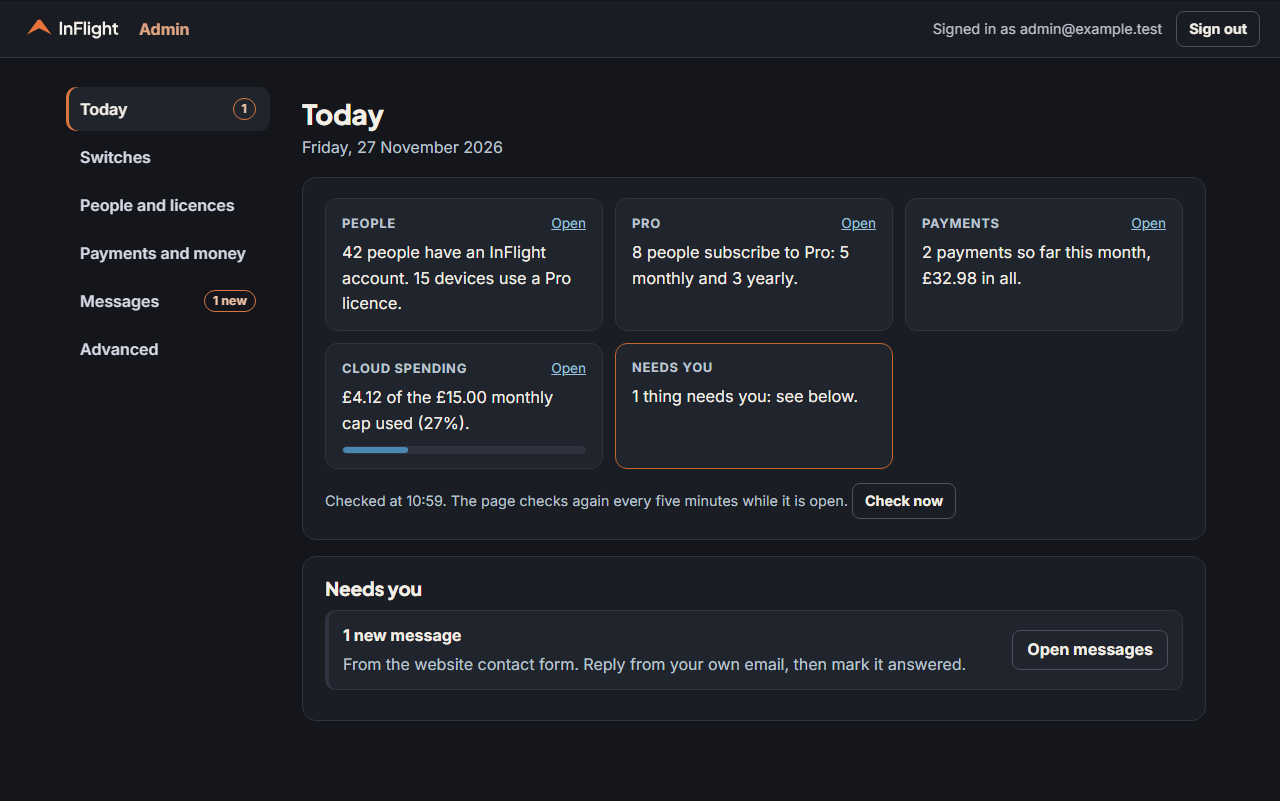 InFlight Admin
Signed in as admin@example.test
Sign out
Today 1
Switches
People and licences
Payments and money
Messages 1 new
Advanced
Today
Friday, 27 November 2026
PEOPLE Open
42 people have an InFlight
account. 15 devices use a Pro
licence.
PRO Open
8 people subscribe to Pro: 5
monthly and 3 yearly.
PAYMENTS Open
2 payments so far this month,
£32.98 in all.
CLOUD SPENDING Open
£4.12 of the £15.00 monthly
cap used (27%).
NEEDS YOU
1 thing needs you: see below.
Checked at 10:59. The page checks again every five minutes while it is open. Check now
Needs you
1 new message
From the website contact form. Reply from your own email, then mark it answered.
Open messages